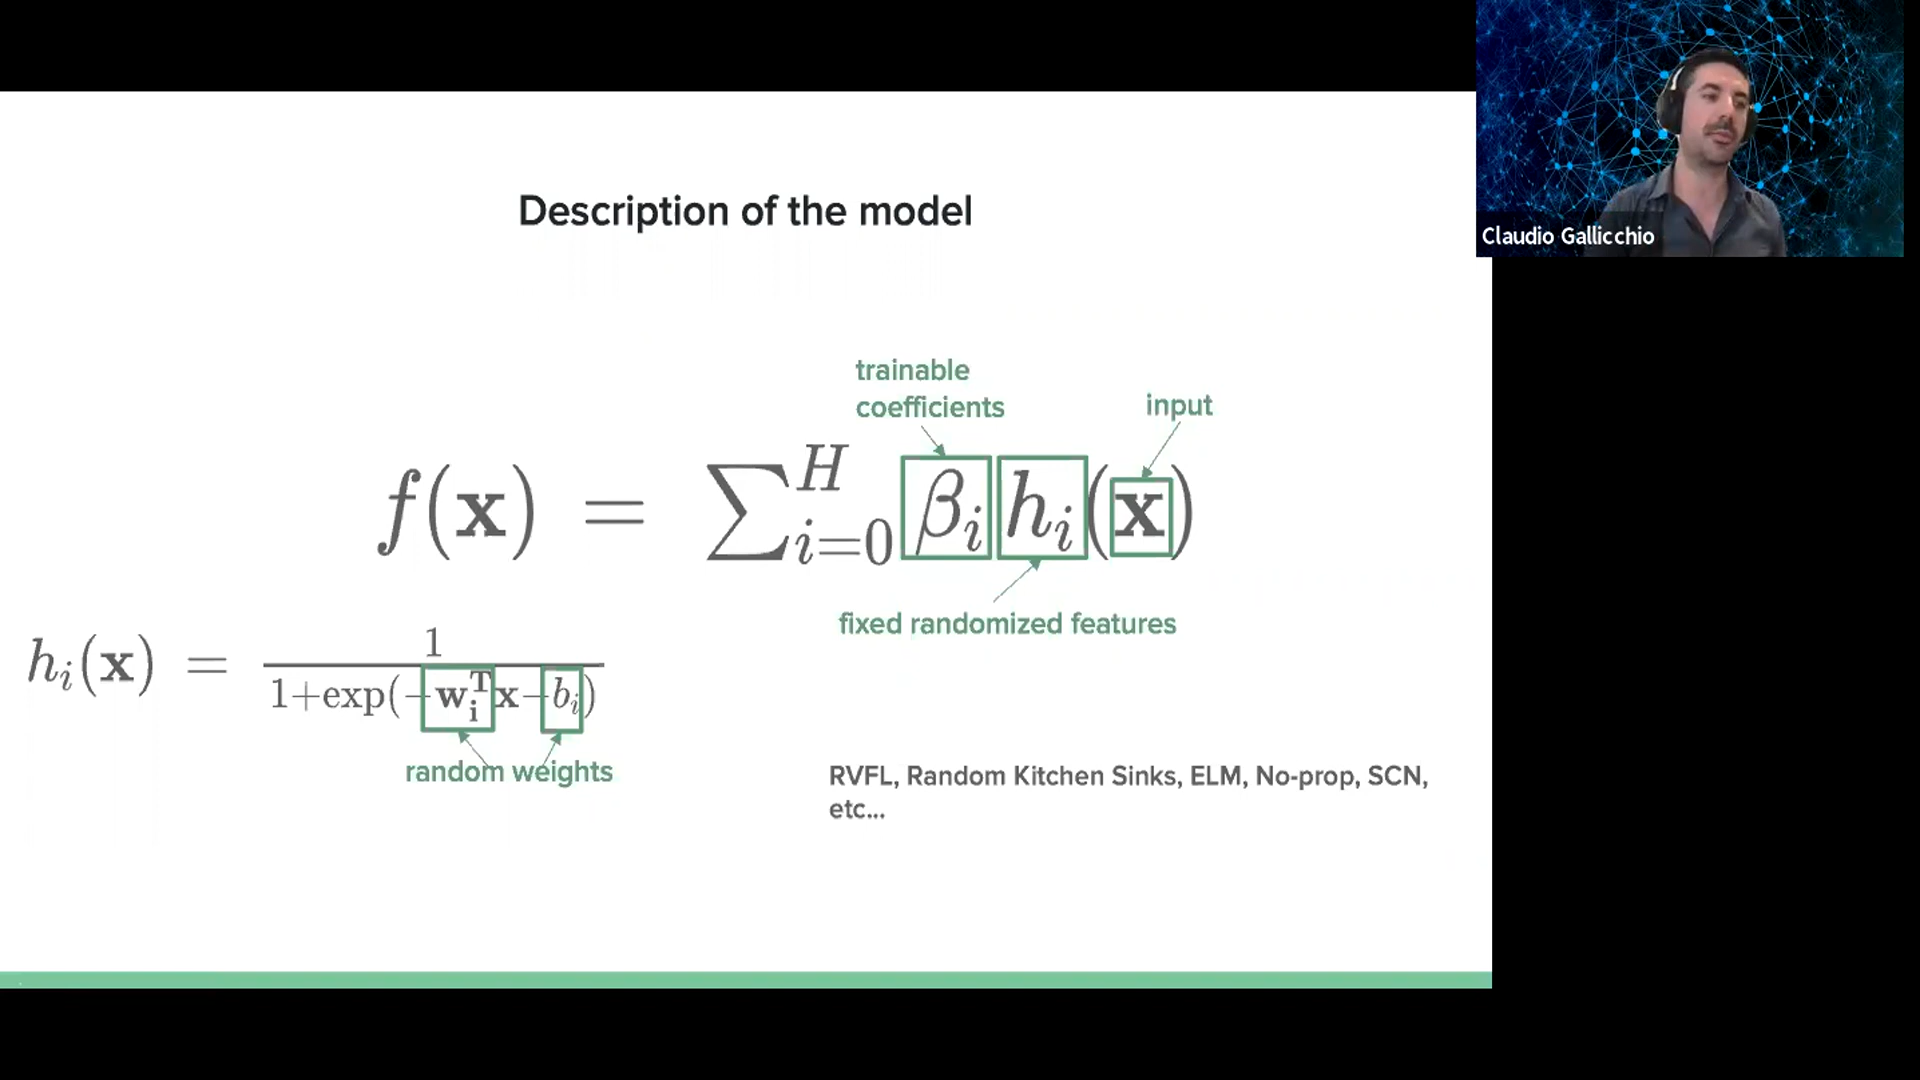 Claudio Gallicchio
Description of the model
trainable
coefficients
input
f(x) = ∑_{i=0}^{H} β_i h_i(x)
fixed randomized features
h_i(x) = \frac{1}{1+exp(-w_i^T x-b_i)}
random weights
RVFL, Random Kitchen Sinks, ELM, No-prop, SCN,
etc...